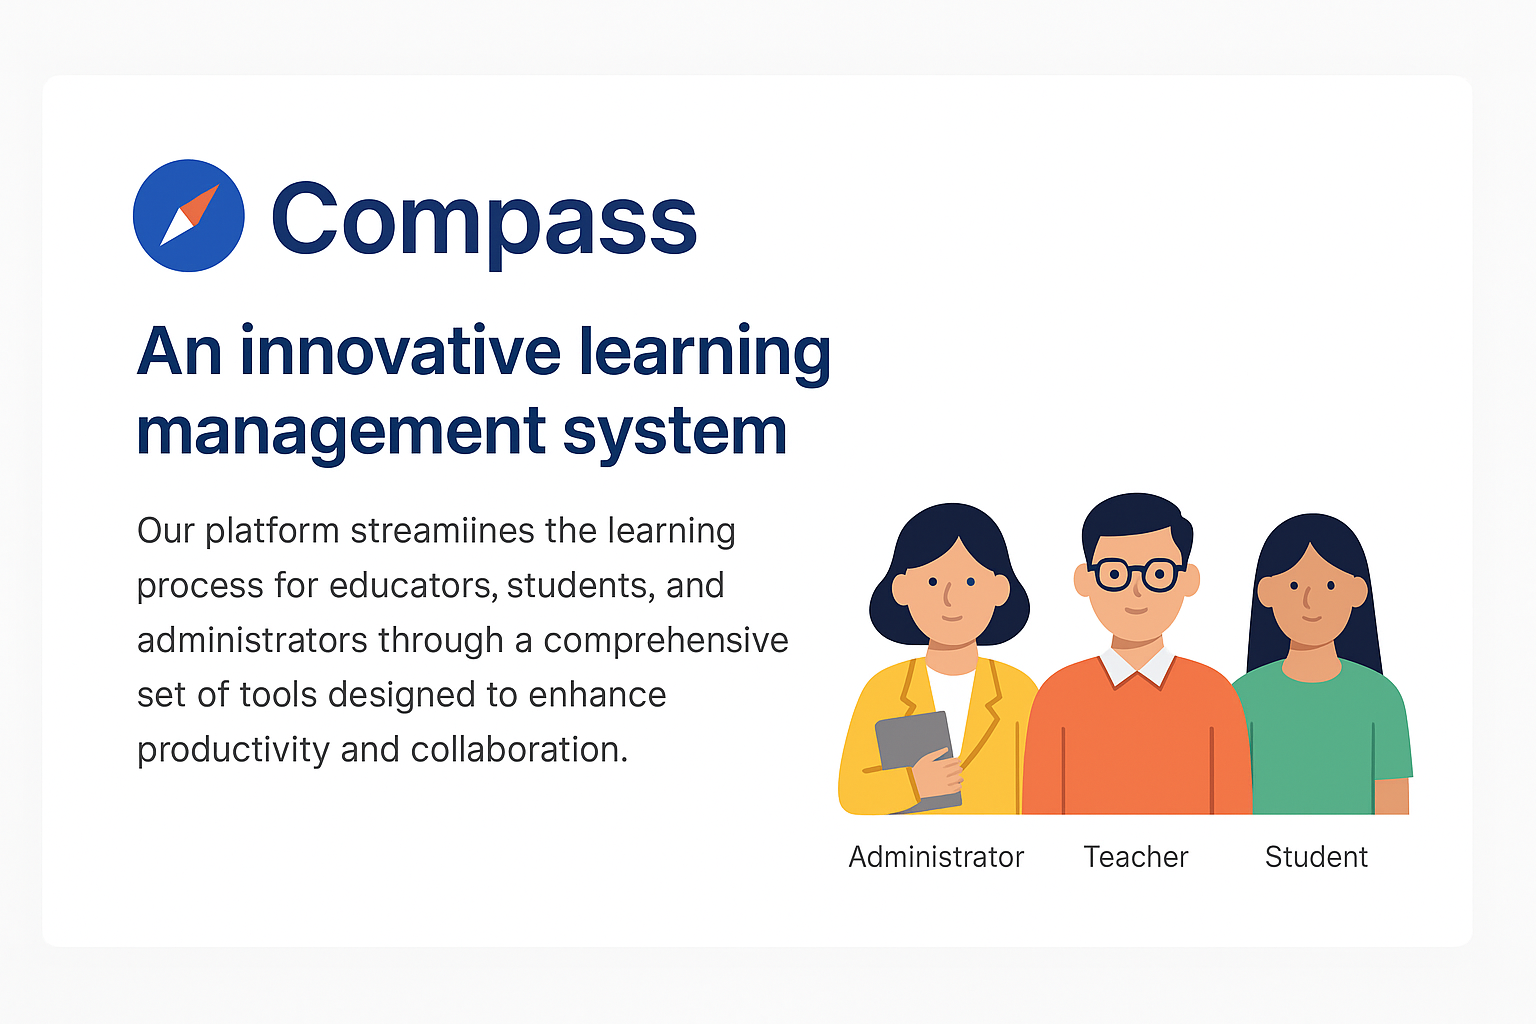 Compass
An innovative learning
management system
Our platform streamiines the learning
process for educators, students, and
administrators through a comprehensive
set of tools designed to enhance
productivity and collaboration.
Administrator
Teacher
Student